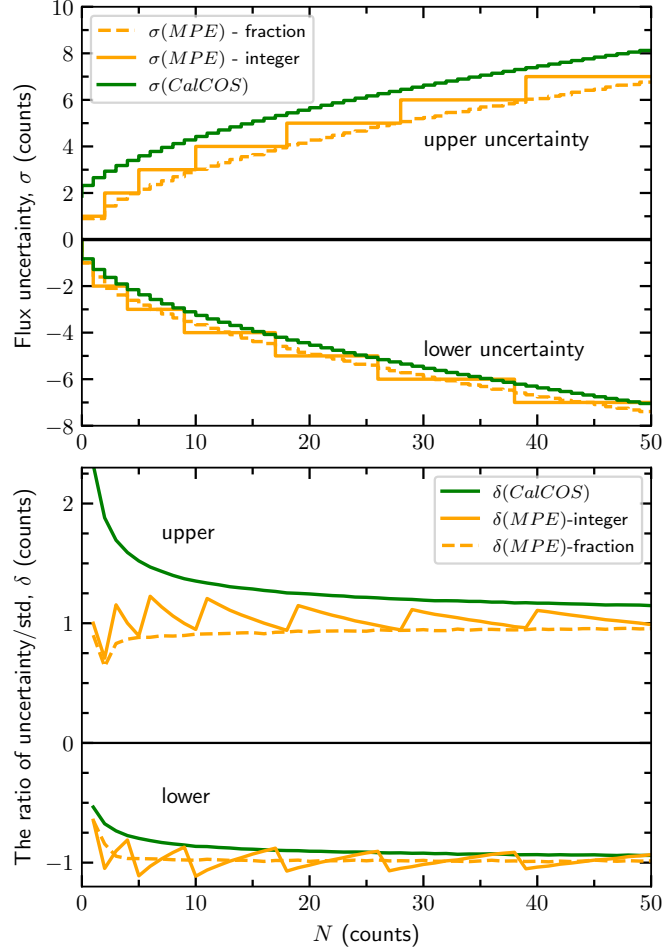 10
8
6
4
2
0
−2
−4
−6
−8
Flux uncertainty, σ (counts)
σ(MPE) - fraction
σ(MPE) - integer
σ(CalCOS)
upper uncertainty
lower uncertainty
0 10 20 30 40 50
2
1
0
−1
The ratio of uncertainty/std, δ (counts)
δ(CalCOS)
δ(MPE)-integer
δ(MPE)-fraction
upper
lower
0 10 20 30 40 50
N (counts)